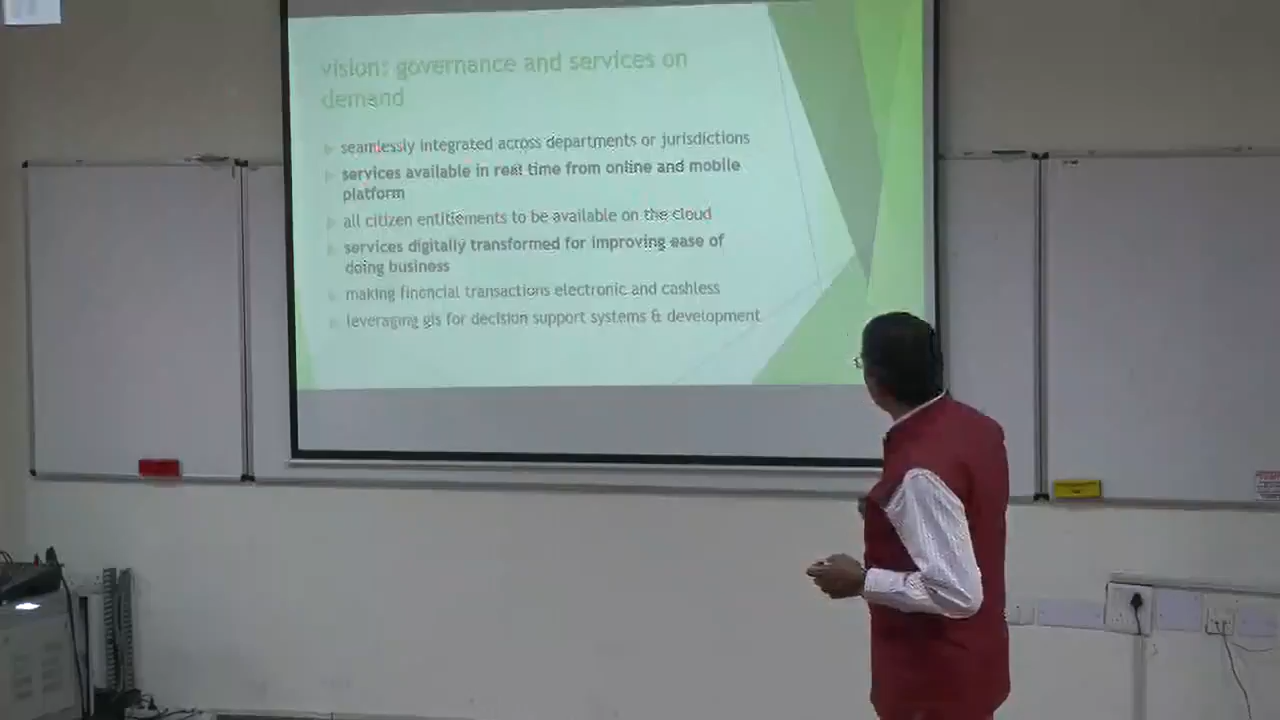 vision: governance and services on
demand
seamlessly integrated across departments or jurisdictions
services available in real time from online and mobile
platform
all citizen entitlements to be available on the cloud
services digitally transformed for improving ease of
doing business
making financial transactions electronic and cashless
leveraging gis for decision support systems & development